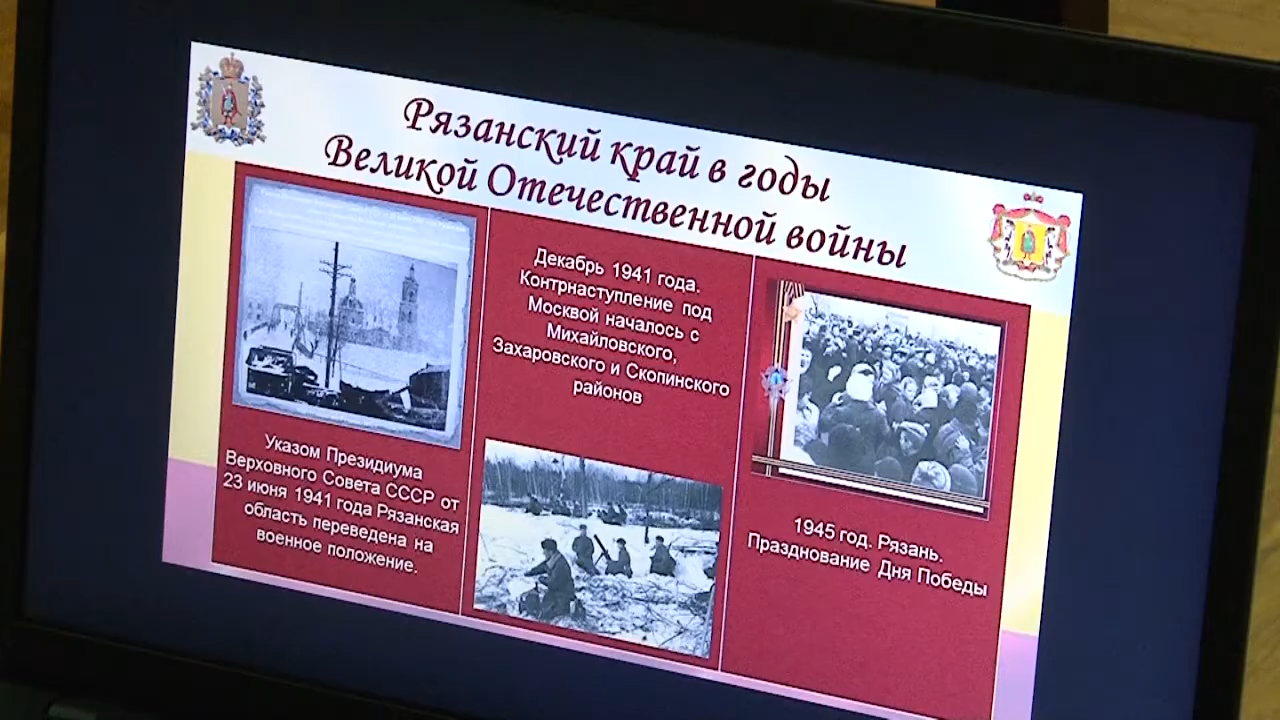 Рязанский край в годы
Великой Отечественной войны
Указом Президиума
Верховного Совета СССР от
23 июня 1941 года Рязанская
область переведена на
военное положение.
Декабрь 1941 года.
Контрнаступление под
Москвой началось с
Михайловского,
Захаровского и Скопинского
районов
1945 год. Рязань.
Празднование Дня Победы